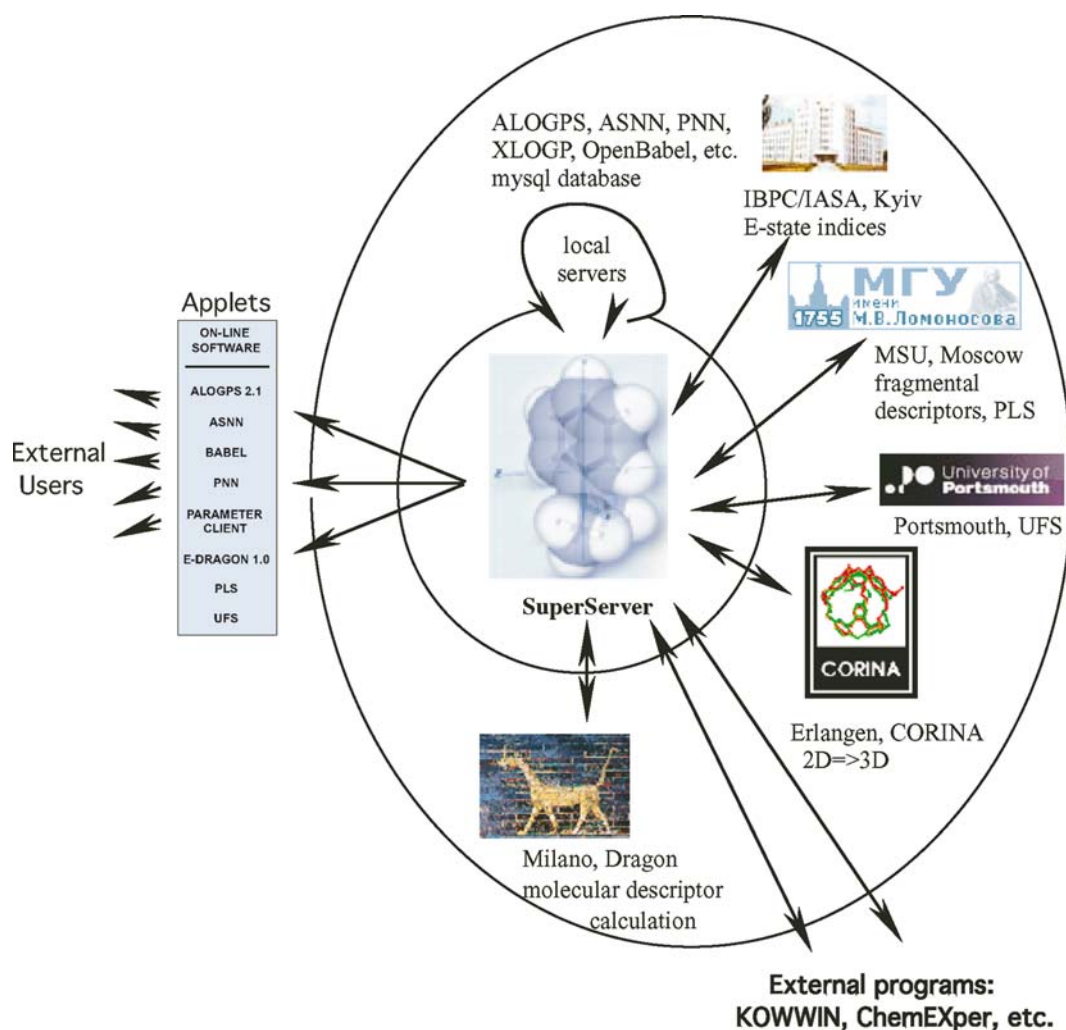 ALOGPS, ASNN, PNN,
XLOGP, OpenBabel, etc.
mysql database
local
servers
IBPC/IASA, Kyiv
E-state indices
МГУ
имени
1755 М.В.Ломоносова
MSU, Moscow
fragmental
descriptors, PLS
University of
Portsmouth
Portsmouth, UFS
CORINA
Erlangen, CORINA
2D=>3D
Applets
ON-LINE
SOFTWARE
ALOGPS 2.1
ASNN
BABEL
PNN
PARAMETER
CLIENT
E-DRAGON 1.0
PLS
UFS
External
Users
SuperServer
Milano, Dragon
molecular descriptor
calculation
External programs:
KOWWIN, ChemEXper, etc.